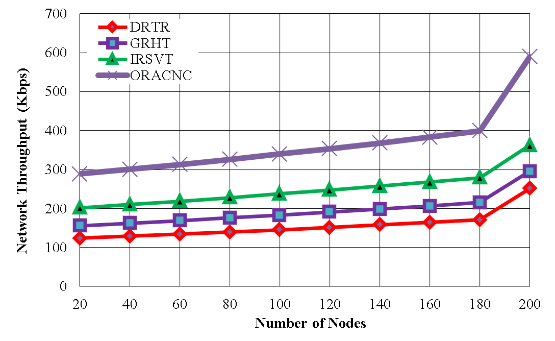 700
600
500
400
300
200
100
0
Network Throughput (Kbps)
DRTR
GRHT
IRSVT
ORACNC
20 40 60 80 100 120 140 160 180 200
Number of Nodes